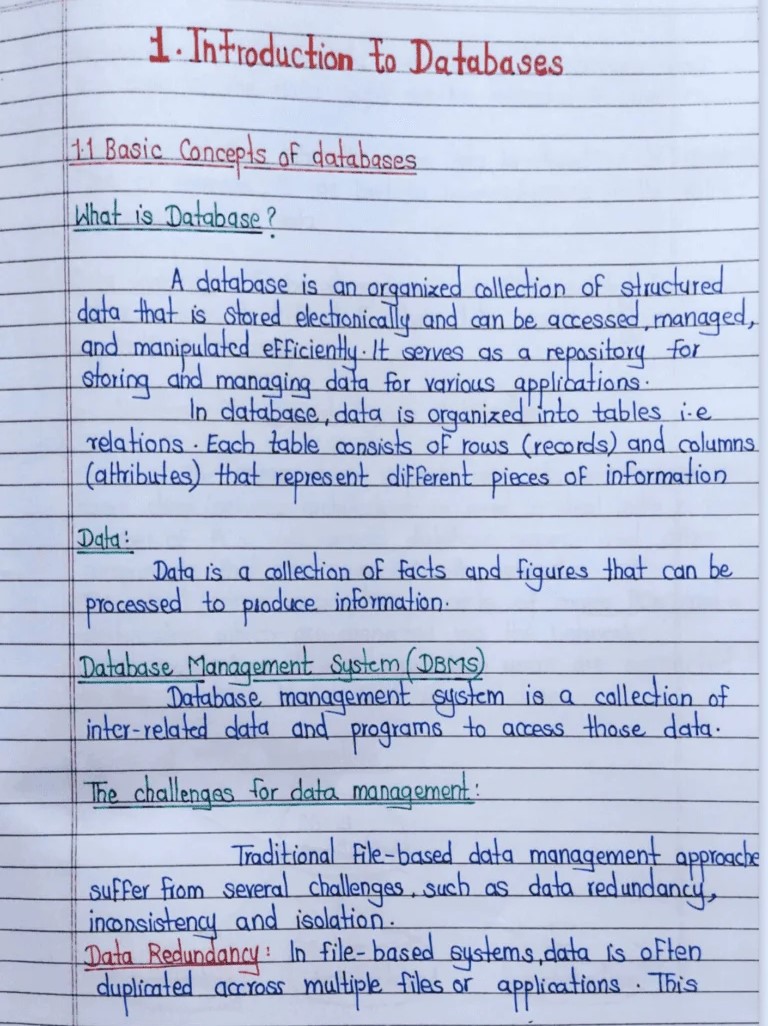 1. Introduction to Databases
1.1 Basic Concepts of databases
What is Database?
A database is an organized collection of structured
data that is stored electronically and can be accessed, managed,
and manipulated efficiently. It serves as a repository for
storing and managing data for various applications.
In database, data is organized into tables i.e
relations. Each table consists of rows (records) and columns
(attributes) that represent different pieces of information
Data:
Data is a collection of facts and figures that can be
processed to produce information.
Database Management System (DBMS)
Database management system is a collection of
inter-related data and programs to access those data.
The challenges for data management:
Traditional file-based data management approache
suffer from several challenges, such as data redundancy,
inconsistency and isolation.
Data Redundancy: In file-based systems, data is often
duplicated accross multiple files or applications. This